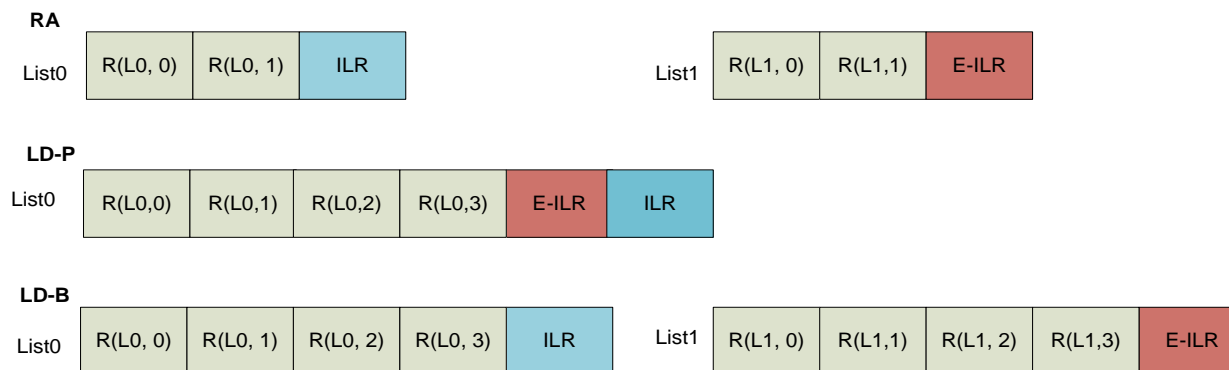 RA
List0 R(L0, 0) R(L0, 1) ILR List1 R(L1, 0) R(L1,1) E-ILR
LD-P
List0 R(L0,0) R(L0,1) R(L0,2) R(L0,3) E-ILR ILR
LD-B
List0 R(L0, 0) R(L0, 1) R(L0, 2) R(L0, 3) ILR List1 R(L1, 0) R(L1,1) R(L1, 2) R(L1,3) E-ILR